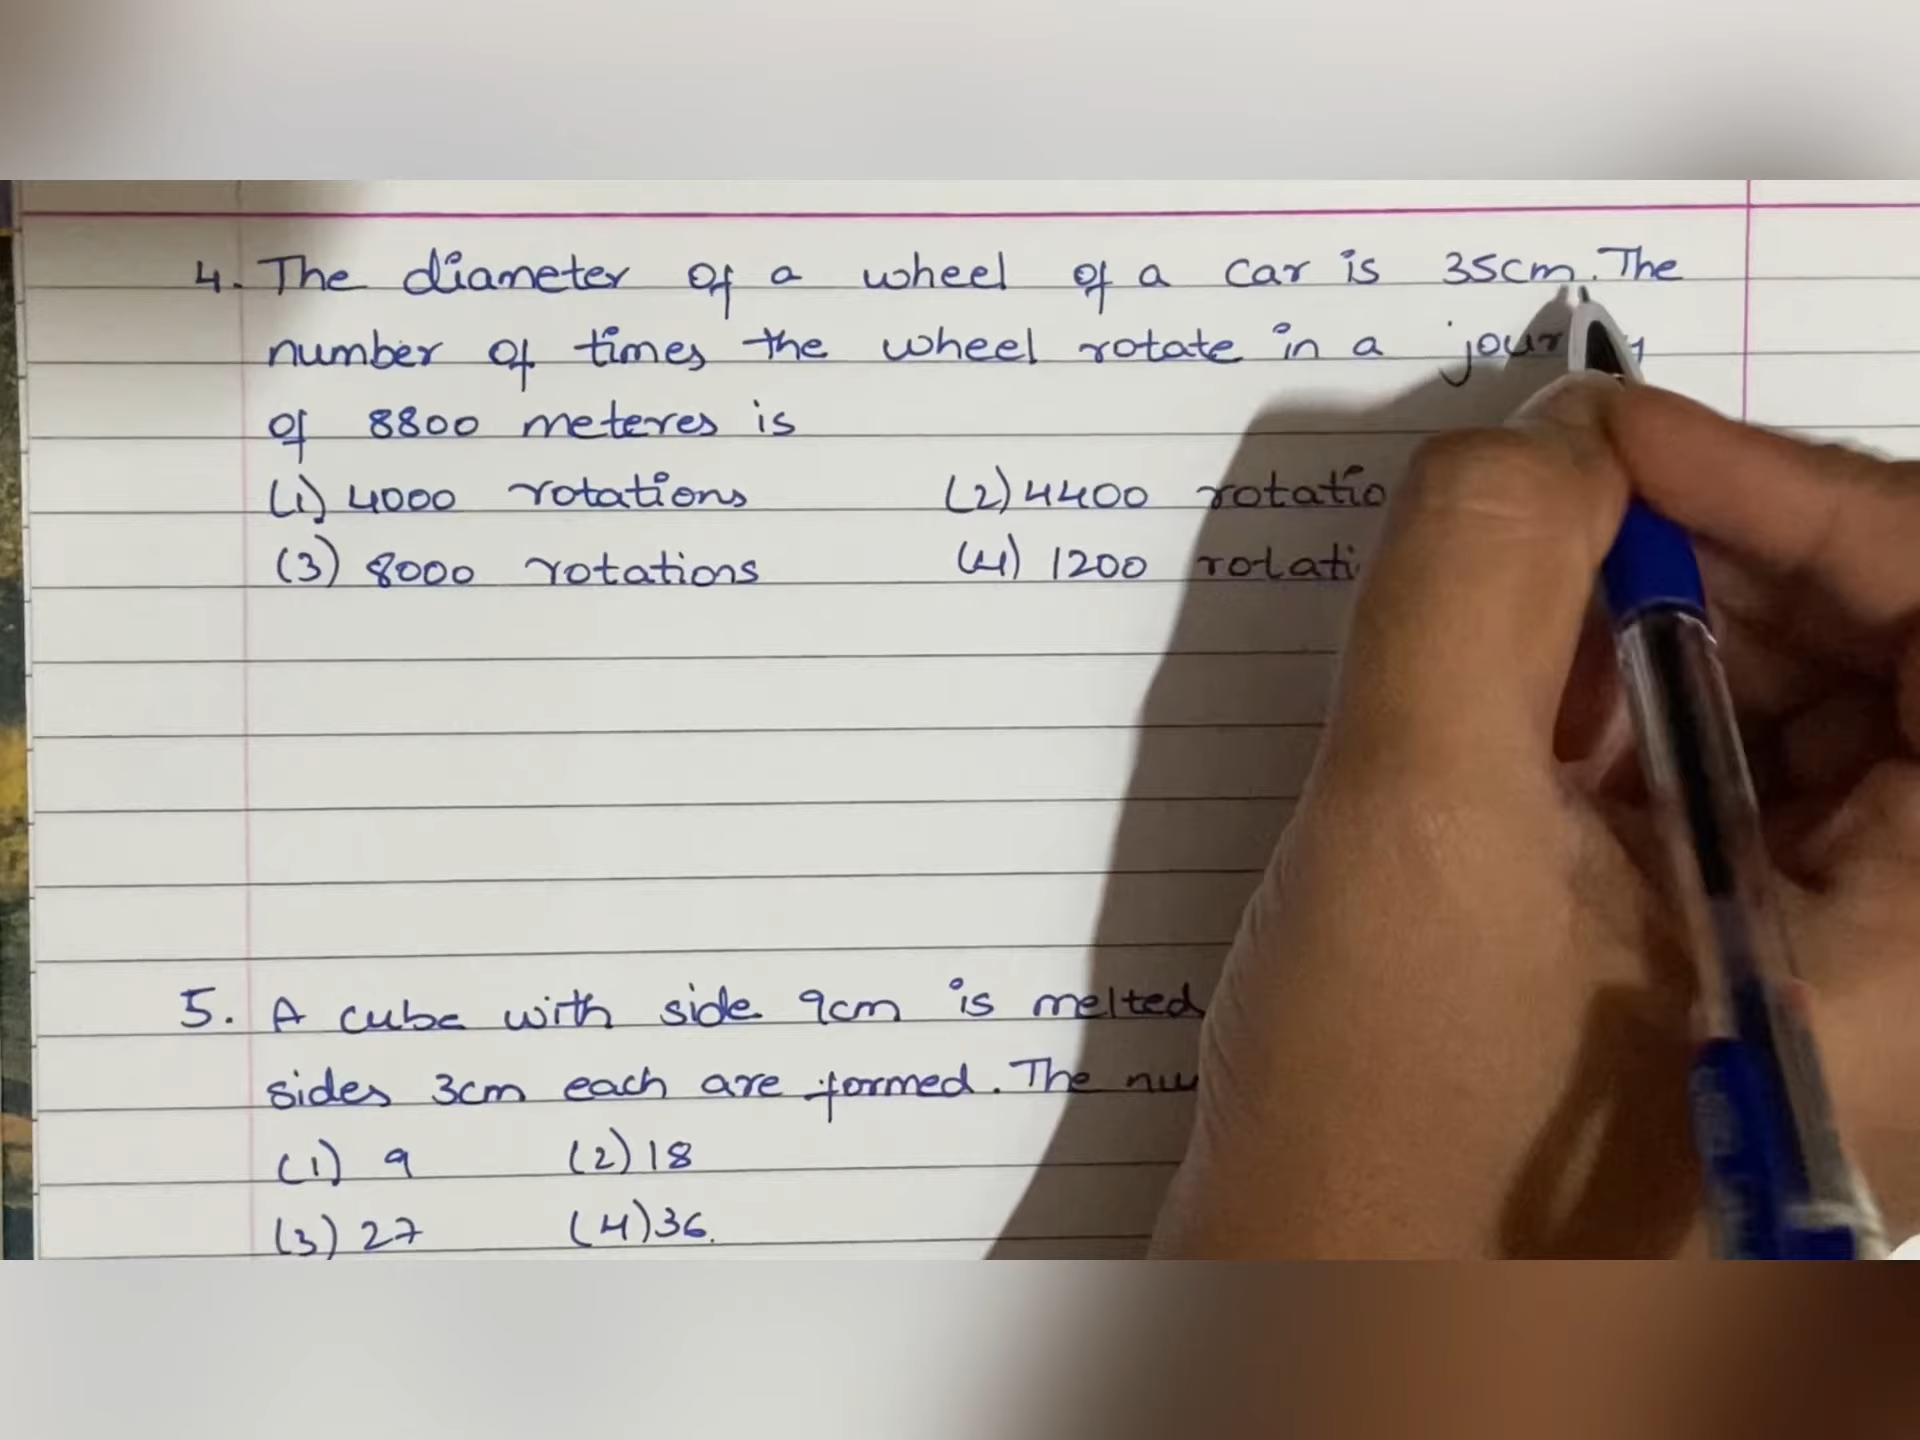 4. The diameter of a wheel of a car is 35cm. The
number of times the wheel rotate in a
of 8800 meteres is
(1) 4000 rotations (2) 4400
(3) 8000 rotations (4) 1200
5. A cube with side 9cm is melted
sides 3cm each are formed. The
(1) 9 (2) 18
(3) 27 (4) 36.